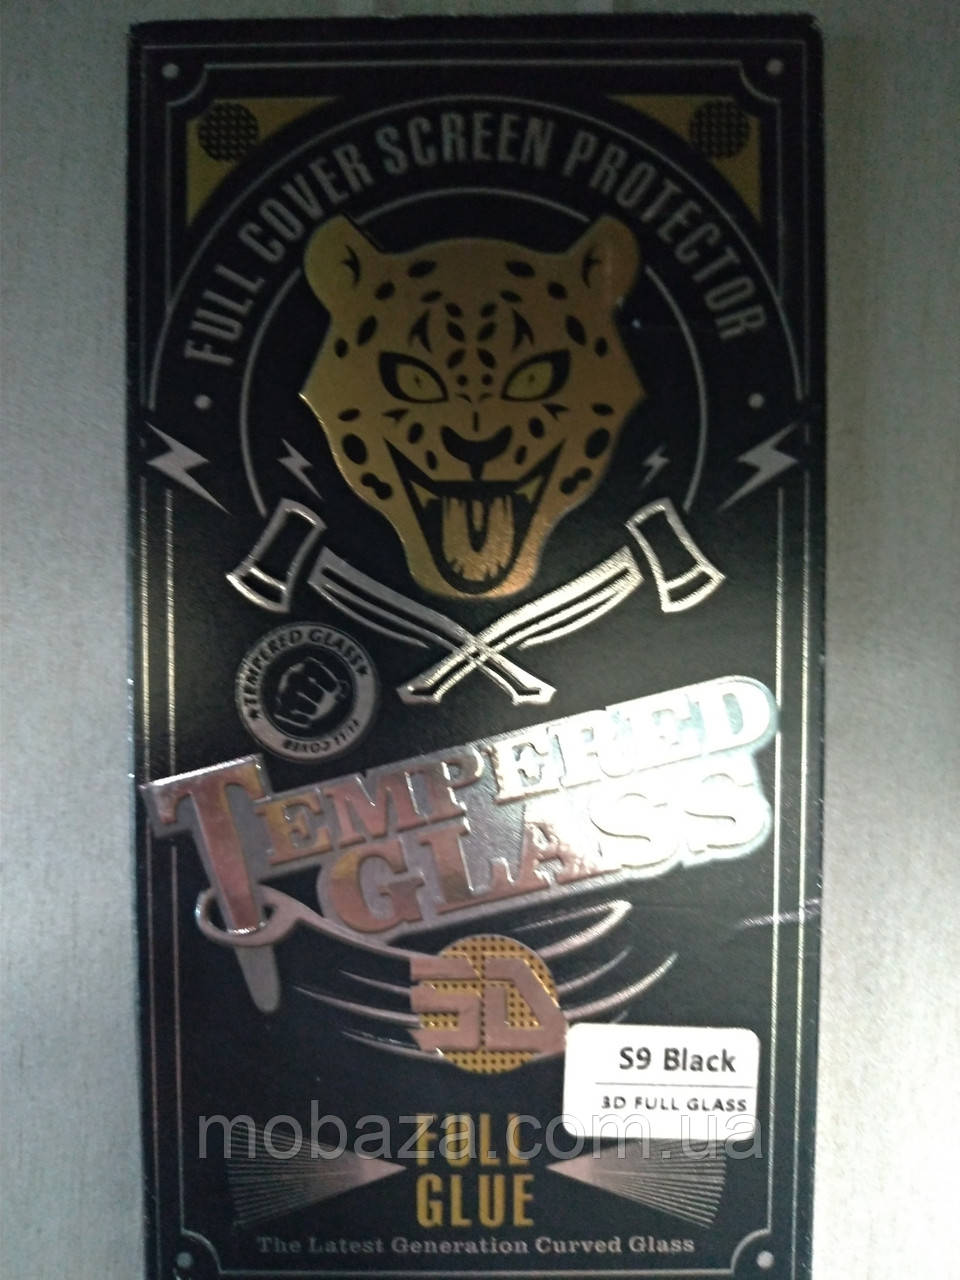 FULL COVER SCREEN PROTECTOR
★TEMPERED GLASS★
FULL COVER
TEMPERED
GLASS
5D
S9 Black
3D FULL GLASS
mobaza.com.ua
FULL
GLUE
The Latest Generation Curved Glass